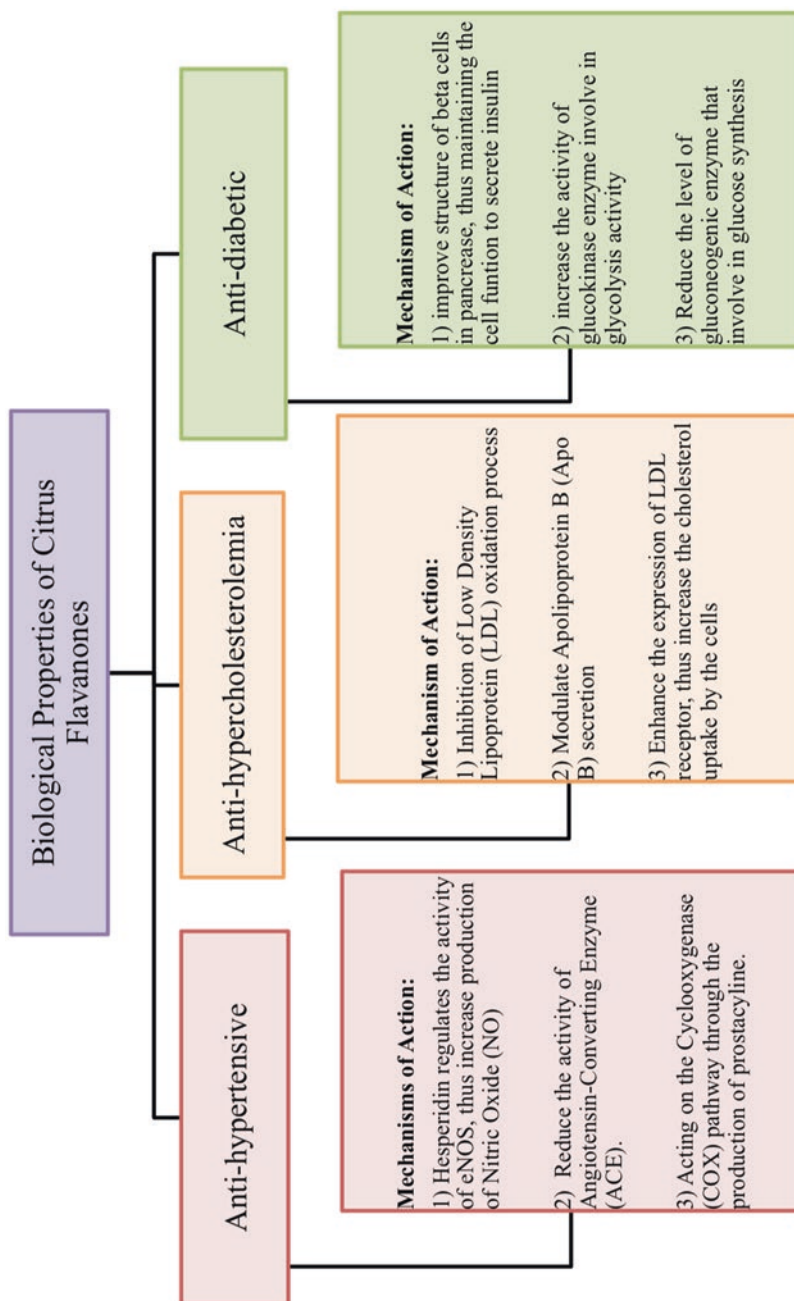 Biological Properties of Citrus
Flavanones
Anti-hypertensive
Mechanisms of Action:
1) Hesperidin regulates the activity
of eNOS, thus increase production
of Nitric Oxide (NO)
2) Reduce the activity of
Angiotensin-Converting Enzyme
(ACE).
3) Acting on the Cyclooxygenase
(COX) pathway through the
production of prostacyline.
Anti-hypercholesterolemia
Mechanism of Action:
1) Inhibition of Low Density
Lipoprotein (LDL) oxidation process
2) Modulate Apolipoprotein B (Apo
B) secretion
3) Enhance the expression of LDL
receptor, thus increase the cholesterol
uptake by the cells
Anti-diabetic
Mechanism of Action:
1) improve structure of beta cells
in pancrease, thus maintaining the
cell funtion to secrete insulin
2) increase the activity of
glucokinase enzyme involve in
glycolysis activity
3) Reduce the level of
gluconeogenic enzyme that
involve in glucose synthesis